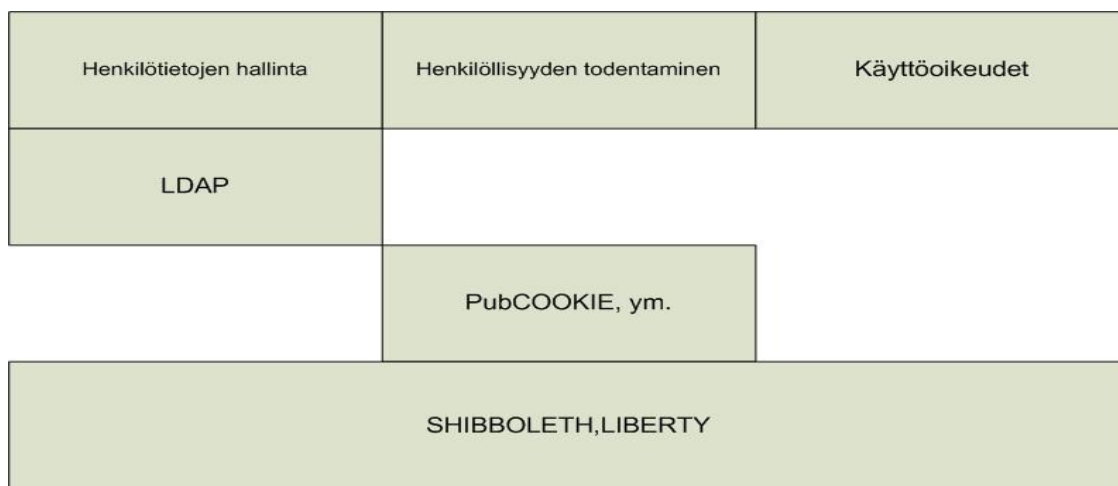 Henkilötietojen hallinta
Henkilöllisyyden todentaminen
Käyttöoikeudet
LDAP
PubCOOKIE, ym.
SHIBBOLETH,LIBERTY